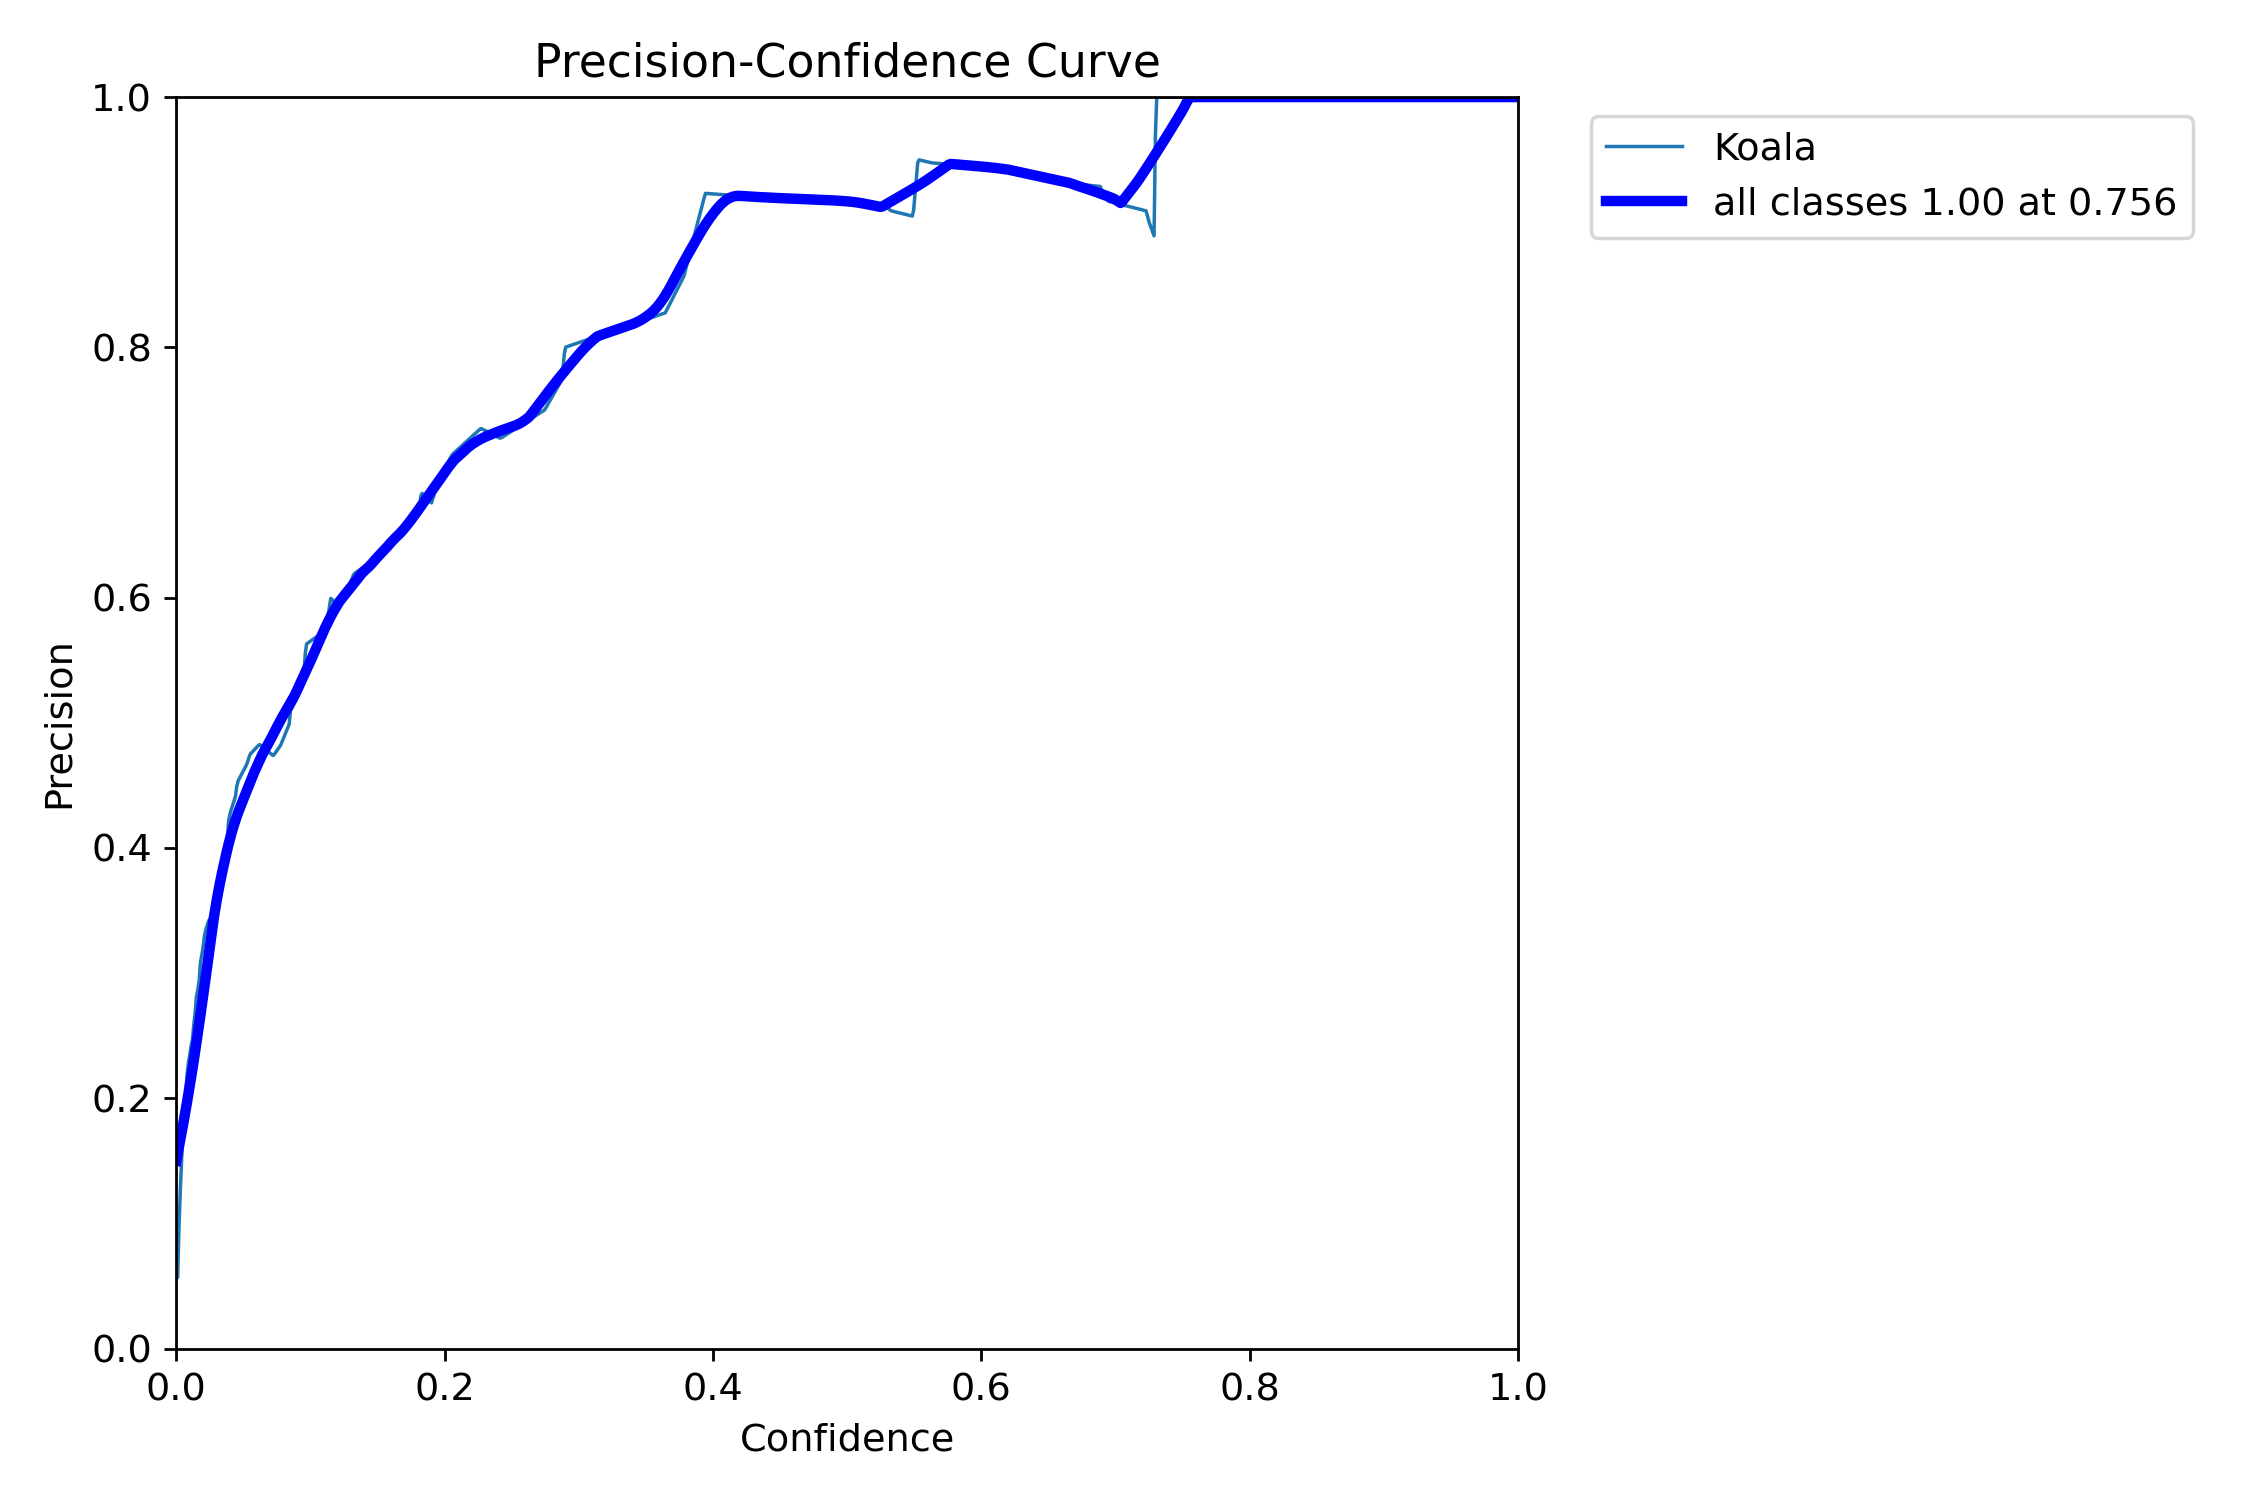 Precision-Confidence Curve
1.0
0.8
0.6
0.4
0.2
0.0
Precision
0.0 0.2 0.4 0.6 0.8 1.0
Confidence
Koala
all classes 1.00 at 0.756